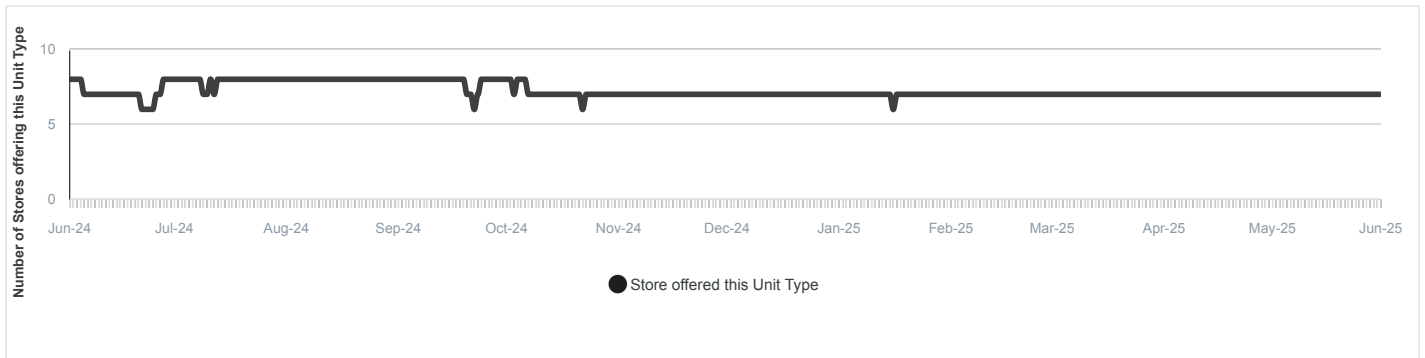 Number of Stores offering this Unit Type
10
5
0
Jun-24 Jul-24 Aug-24 Sep-24 Oct-24 Nov-24 Dec-24 Jan-25 Feb-25 Mar-25 Apr-25 May-25 Jun-25
Store offered this Unit Type